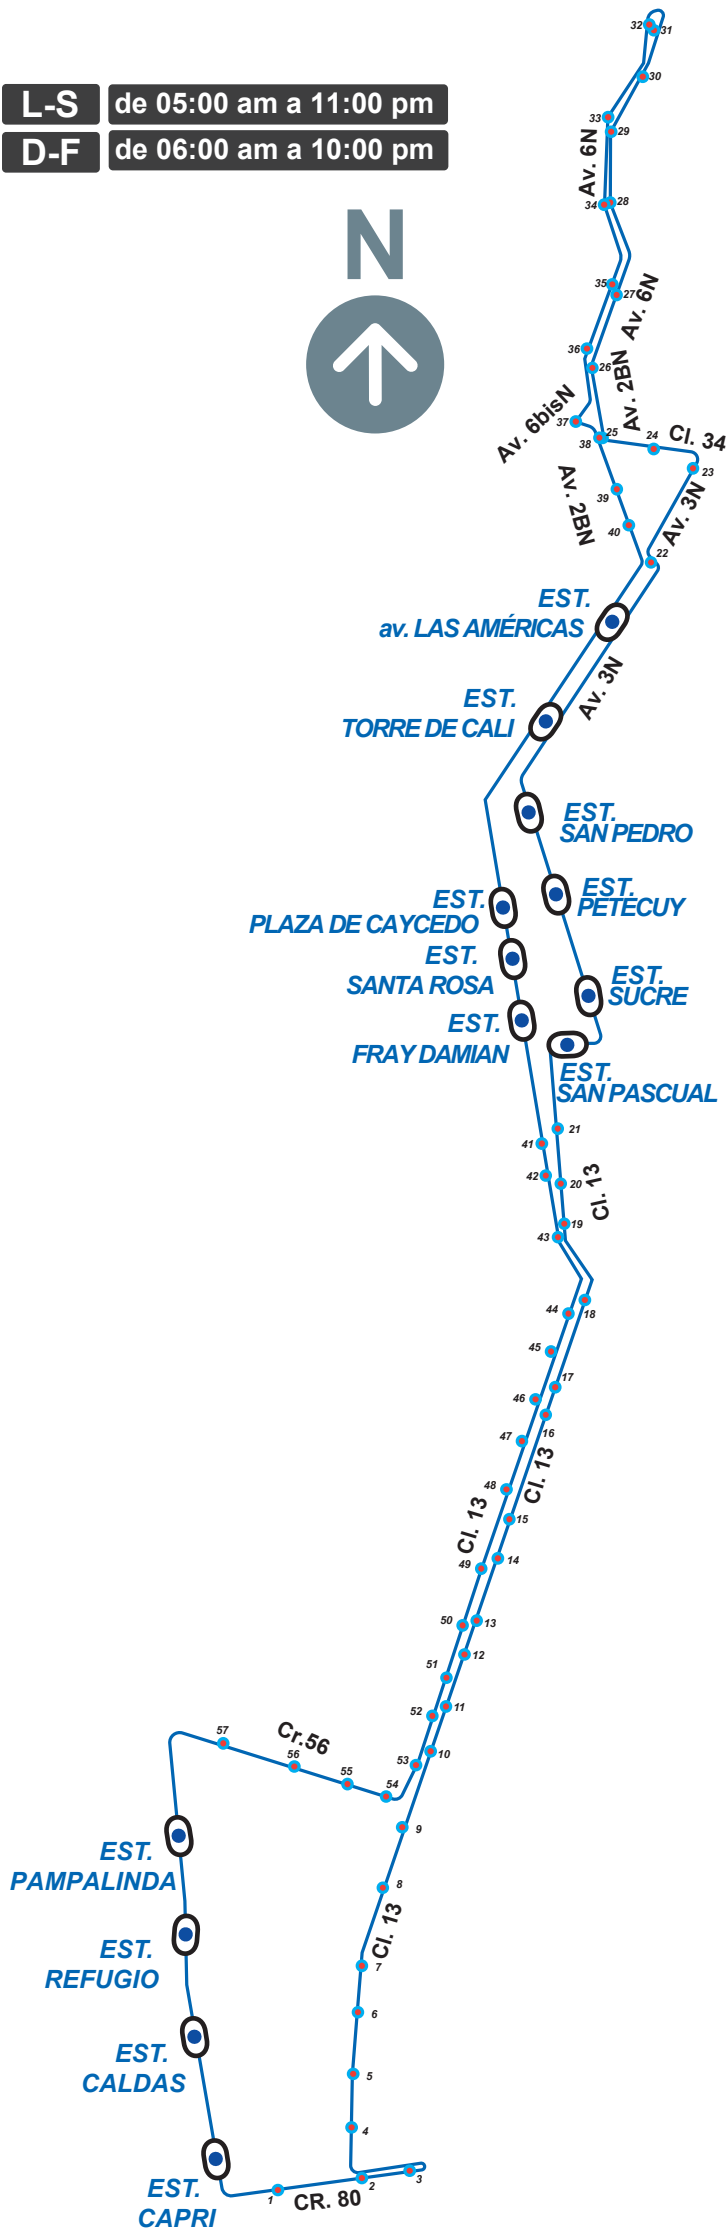 32
31
30
L-S de 05:00 am a 11:00 pm
33
29
D-F de 06:00 am a 10:00 pm
Av. 6N
34
28
N
35
27
Av. 6N
36
26
Av. 2BN
Av. 6bisN
37
25
38
24
Cl. 34
23
39
Av. 2BN
Av. 3N
40
22
EST.
av. LAS AMÉRICAS
Av. 3N
EST.
TORRE DE CALI
EST.
SAN PEDRO
EST.
PETECUY
EST.
PLAZA DE CAYCEDO
EST.
SANTA ROSA
EST.
SUCRE
EST.
FRAY DAMIAN
EST.
SAN PASCUAL
21
41
42
20
Cl. 13
19
43
44
18
45
17
46
16
47
Cl. 13
48
15
Cl. 13
14
49
50
13
12
51
11
52
57
Cr.56
10
56
53
55
54
9
EST.
PAMPALINDA
8
Cl. 13
EST.
REFUGIO
7
6
EST.
CALDAS
5
4
EST.
CAPRI
1
CR. 80
2
3